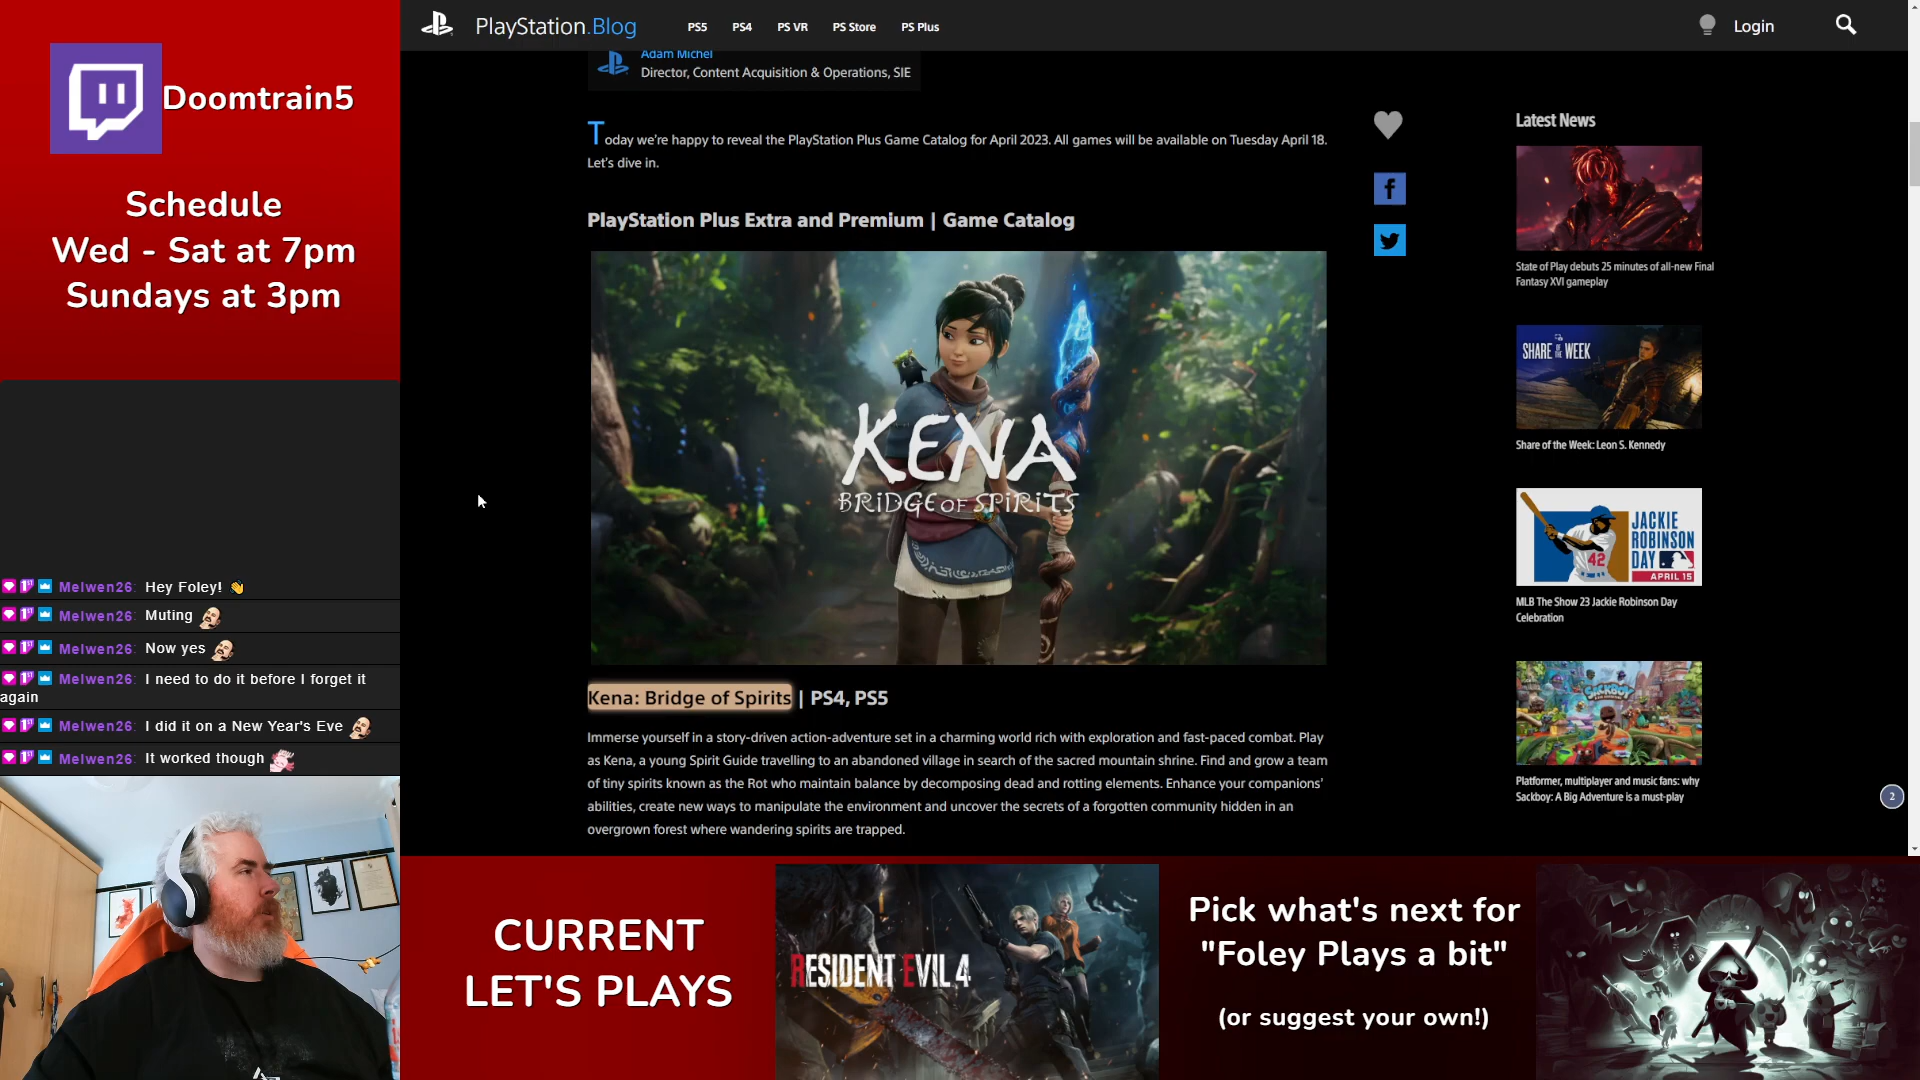 Doomtrain5
Schedule
Wed - Sat at 7pm
Sundays at 3pm
Melwen26: Hey Foley! 👋
Melwen26: Muting
Melwen26: Now yes
Melwen26: I need to do it before I forget it
again
Melwen26: I did it on a New Year's Eve
Melwen26: It worked though
PlayStation.Blog
PS5 PS4 PS VR PS Store PS Plus
Login
Adam Michel
Director, Content Acquisition & Operations, SIE
Today we're happy to reveal the PlayStation Plus Game Catalog for April 2023. All games will be available on Tuesday April 18.
Let's dive in.
PlayStation Plus Extra and Premium | Game Catalog
KENA
BRIDGE OF SPIRITS
Kena: Bridge of Spirits | PS4, PS5
Immerse yourself in a story-driven action-adventure set in a charming world rich with exploration and fast-paced combat. Play
as Kena, a young Spirit Guide travelling to an abandoned village in search of the sacred mountain shrine. Find and grow a team
of tiny spirits known as the Rot who maintain balance by decomposing dead and rotting elements. Enhance your companions'
abilities, create new ways to manipulate the environment and uncover the secrets of a forgotten community hidden in an
overgrown forest where wandering spirits are trapped.
Latest News
State of Play debuts 25 minutes of all-new Final
Fantasy XVI gameplay
SHARE OF THE WEEK
Share of the Week: Leon S. Kennedy
JACKIE
ROBINSON
DAY
42
APRIL 15
MLB The Show 23 Jackie Robinson Day
Celebration
SACKBOY
Platformer, multiplayer and music fans: why
Sackboy: A Big Adventure is a must-play
2
CURRENT
LET'S PLAYS
RESIDENT EVIL 4
Pick what's next for
"Foley Plays a bit"
(or suggest your own!)